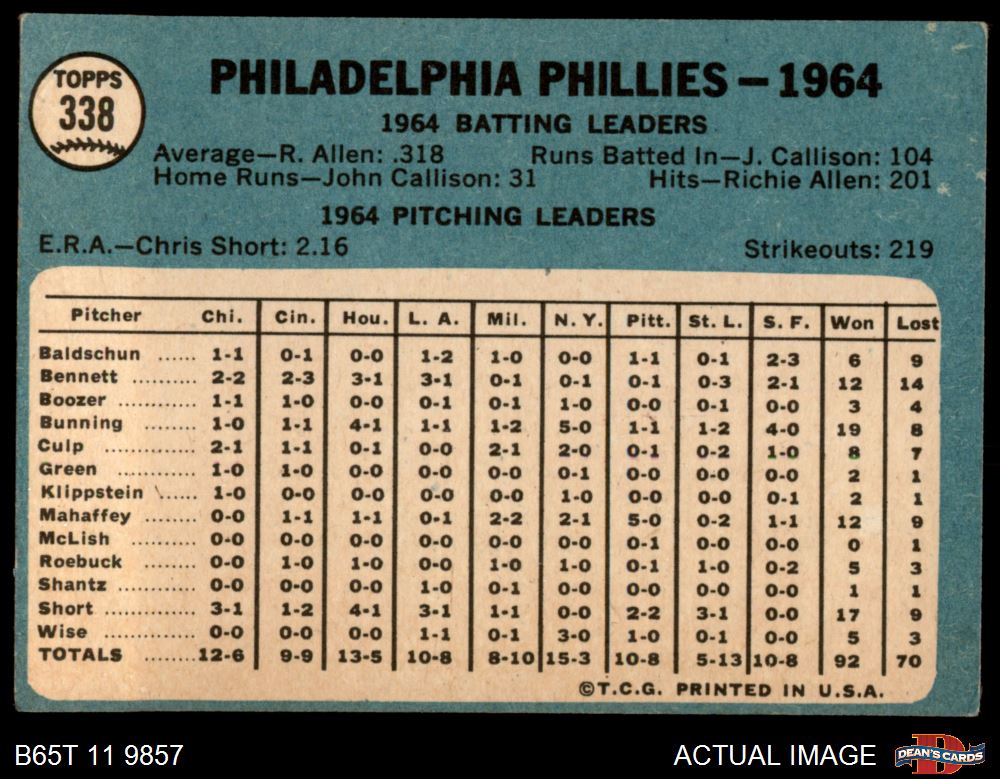 TOPPS
338
PHILADELPHIA PHILLIES — 1964
1964 BATTING LEADERS
Average—R. Allen: .318 Runs Batted In—J. Callison: 104
Home Runs—John Callison: 31 Hits—Richie Allen: 201
1964 PITCHING LEADERS
E.R.A.—Chris Short: 2.16 Strikeouts: 219
Pitcher Chi. Cin. Hou. L. A. Mil. N. Y. Pitt. St. L. S. F. Won Lost
Baldschun ...... 1-1 0-1 0-0 1-2 1-0 0-0 1-1 0-1 2-3 6 9
Bennett .......... 2-2 2-3 3-1 3-1 0-1 0-1 0-1 0-3 2-1 12 14
Boozer ............ 1-1 1-0 0-0 0-1 0-1 1-0 0-0 0-1 0-0 3 4
Bunning .......... 1-0 1-1 4-1 1-1 1-2 5-0 1-1 1-2 4-0 19 8
Culp .............. 2-1 1-1 0-1 0-0 2-1 2-0 0-1 0-2 1-0 8 7
Green ............. 1-0 1-0 0-0 0-0 0-0 0-1 0-0 0-0 0-0 2 1
Klippstein ...... 1-0 0-0 0-0 0-0 0-0 1-0 0-0 0-0 0-1 2 1
Mahaffey ........ 0-0 1-1 1-1 0-1 2-2 2-1 5-0 0-2 1-1 12 9
McLish ........... 0-0 0-0 0-0 0-0 0-0 0-0 0-1 0-0 0-0 0 1
Roebuck ......... 0-0 1-0 1-0 0-0 1-0 1-0 0-1 1-0 0-2 5 3
Shantz ............ 0-0 0-0 0-0 1-0 0-1 0-0 0-0 0-0 0-0 1 1
Short .............. 3-1 1-2 4-1 3-1 1-1 0-0 2-2 3-1 0-0 17 9
Wise .............. 0-0 0-0 0-0 1-1 0-1 3-0 1-0 0-1 0-0 5 3
TOTALS ........ 12-6 9-9 13-5 10-8 8-10 15-3 10-8 5-13 10-8 92 70
©T.C.G. PRINTED IN U.S.A.
B65T 11 9857 ACTUAL IMAGE
D
DEAN'S CARDS